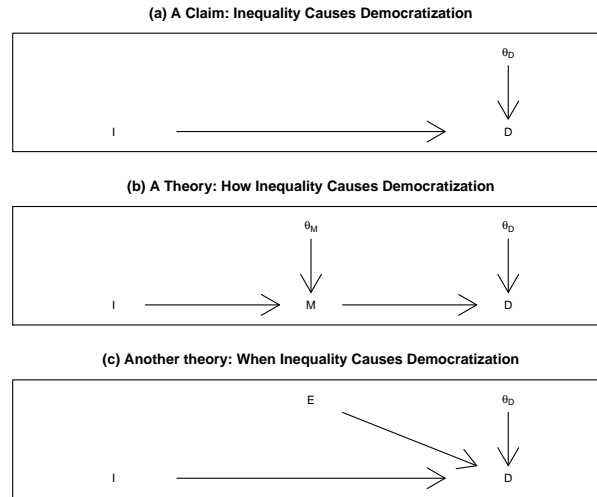 (a) A Claim: Inequality Causes Democratization
θD
I D
(b) A Theory: How Inequality Causes Democratization
θM θD
I M D
(c) Another theory: When Inequality Causes Democratization
E θD
I D